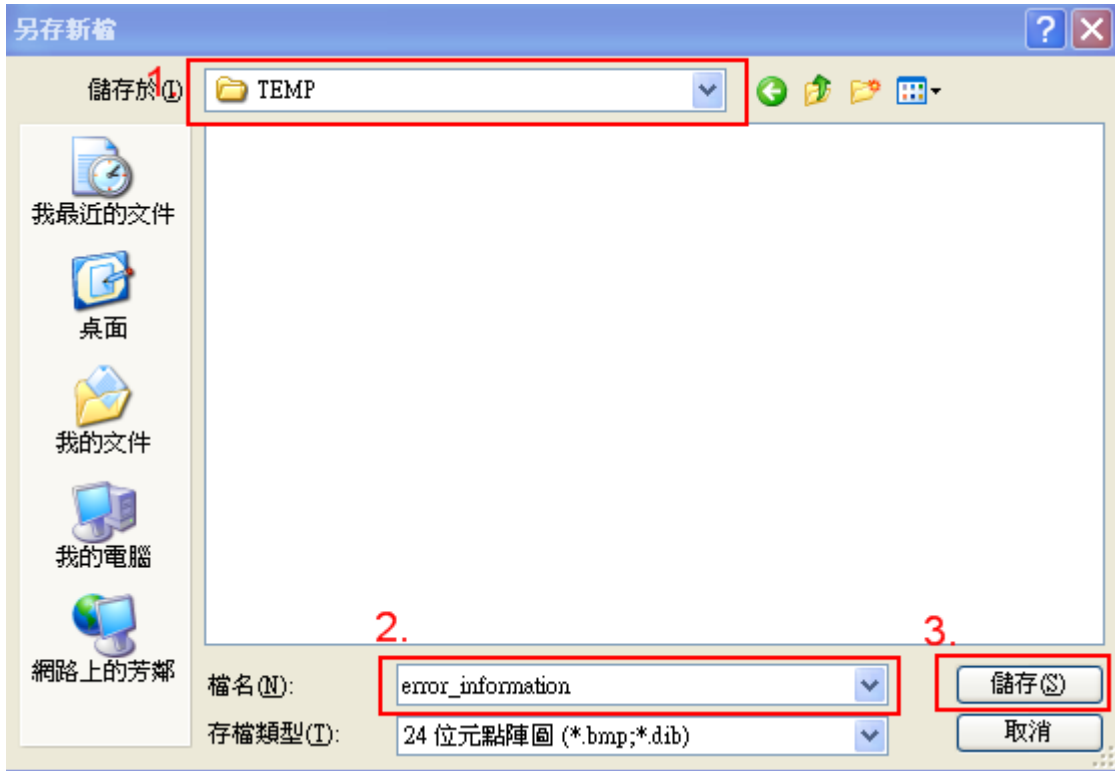 另存新檔
1
儲存於(I)
TEMP
我最近的文件
桌面
我的文件
我的電腦
網路上的芳鄰
2.
檔名(N):
error_information
3.
儲存(S)
存檔類型(T):
24 位元點陣圖 (*.bmp;*.dib)
取消